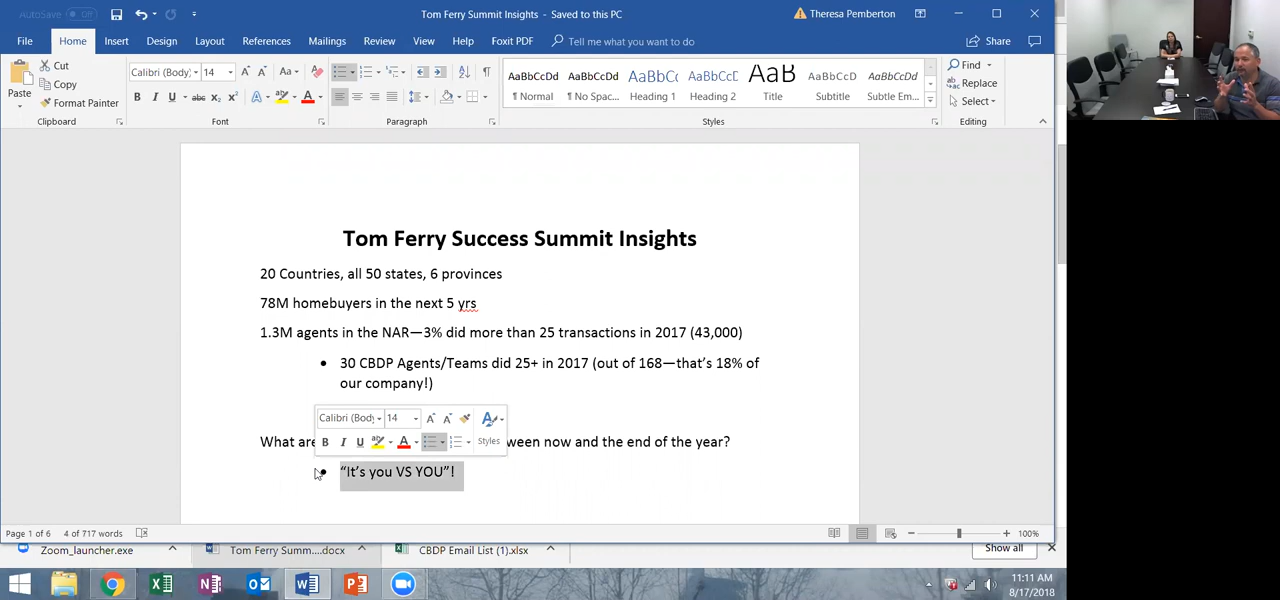 AutoSave Off
Tom Ferry Summit Insights - Saved to this PC
Theresa Pemberton
File Home Insert Design Layout References Mailings Review View Help Foxit PDF Tell me what you want to do Share
Paste
Cut
Copy
Format Painter
Clipboard
Calibri (Body) 14
Font
Paragraph
AaBbCcDd AaBbCcDd AaBbCc AaBbCcD AaB AaBbCcD AaBbCcDd
¶ Normal ¶ No Spac... Heading 1 Heading 2 Title Subtitle Subtle Em...
Styles
Find
Replace
Select
Editing
Tom Ferry Success Summit Insights
20 Countries, all 50 states, 6 provinces
78M homebuyers in the next 5 yrs
1.3M agents in the NAR—3% did more than 25 transactions in 2017 (43,000)
• 30 CBDP Agents/Teams did 25+ in 2017 (out of 168—that's 18% of
our company!)
Calibri (Body) 14
Styles
What are ween now and the end of the year?
• “It's you VS YOU”!
Page 1 of 6 4 of 717 words
100%
Zoom_launcher.exe Tom Ferry Summ....docx CBDP Email List (1).xlsx Show all
11:11 AM
8/17/2018